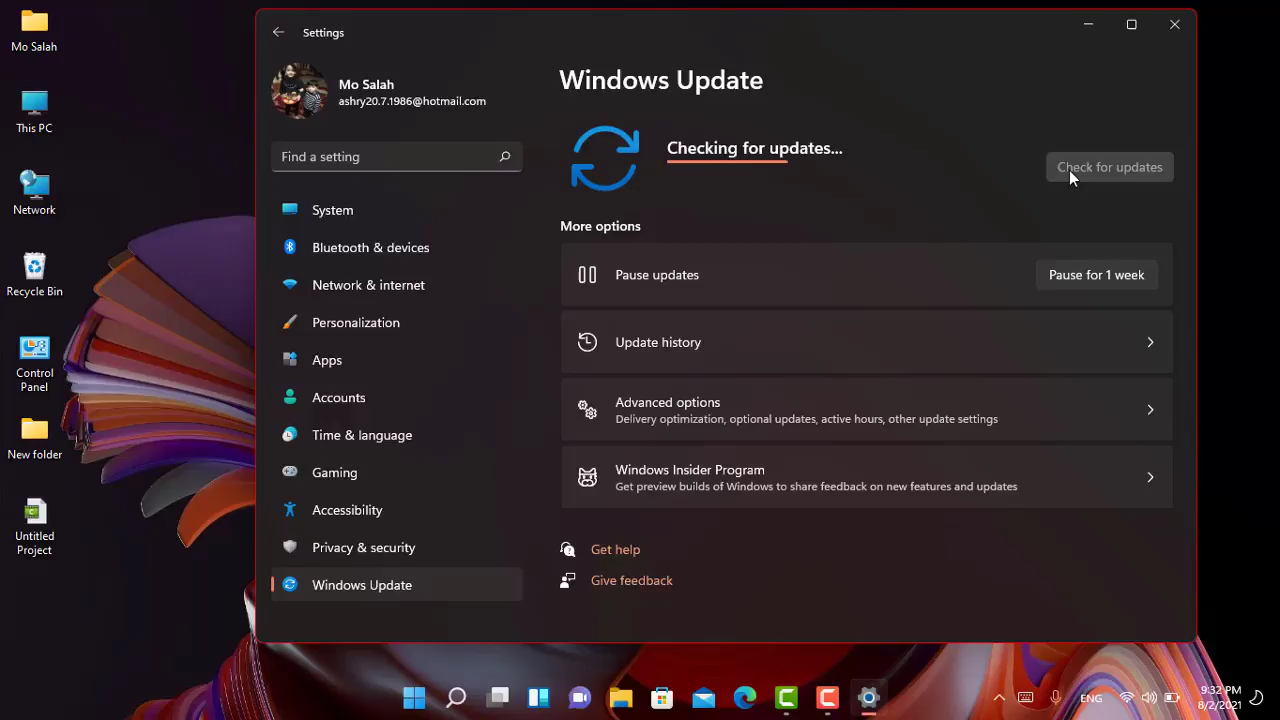 Mo Salah
This PC
Network
Recycle Bin
Control
Panel
New folder
Untitled
Project
Settings
Mo Salah
ashry20.7.1986@hotmail.com
Find a setting
System
Bluetooth & devices
Network & internet
Personalization
Apps
Accounts
Time & language
Gaming
Accessibility
Privacy & security
Windows Update
Windows Update
Checking for updates...
Check for updates
More options
Pause updates
Pause for 1 week
Update history
Advanced options
Delivery optimization, optional updates, active hours, other update settings
Windows Insider Program
Get preview builds of Windows to share feedback on new features and updates
Get help
Give feedback
ENG
9:32 PM
8/2/2021